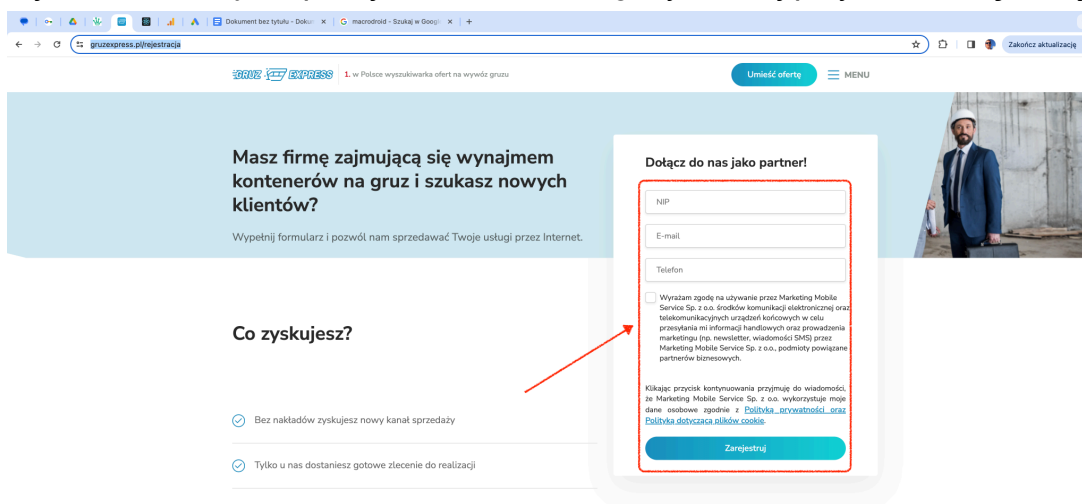 Dokument bez tytułu - Dokum
macrodroid - Szukaj w Googl
gruzexpress.pl/rejestracja
Zakończ aktualizację
GRUZ EXPRESS
1. w Polsce wyszukiwarka ofert na wywóz gruzu
Umieść ofertę
MENU
Masz firmę zajmującą się wynajmem
kontenerów na gruz i szukasz nowych
klientów?
Wypełnij formularz i pozwól nam sprzedawać Twoje usługi przez Internet.
Dołącz do nas jako partner!
NIP
E-mail
Telefon
Wyrażam zgodę na używanie przez Marketing Mobile
Service Sp. z o.o. środków komunikacji elektronicznej oraz
telekomunikacyjnych urządzeń końcowych w celu
przesyłania mi informacji handlowych oraz prowadzenia
marketingu (np. newsletter, wiadomości SMS) przez
Marketing Mobile Service Sp. z o.o., podmioty powiązane
partnerów biznesowych.
Klikając przycisk kontynuowania przyjmuję do wiadomości,
że Marketing Mobile Service Sp. z o.o. wykorzystuje moje
dane osobowe zgodnie z Polityką prywatności oraz
Polityką dotyczącą plików cookie.
Zarejestruj
Co zyskujesz?
Bez nakładów zyskujesz nowy kanał sprzedaży
Tylko u nas dostaniesz gotowe zlecenie do realizacji